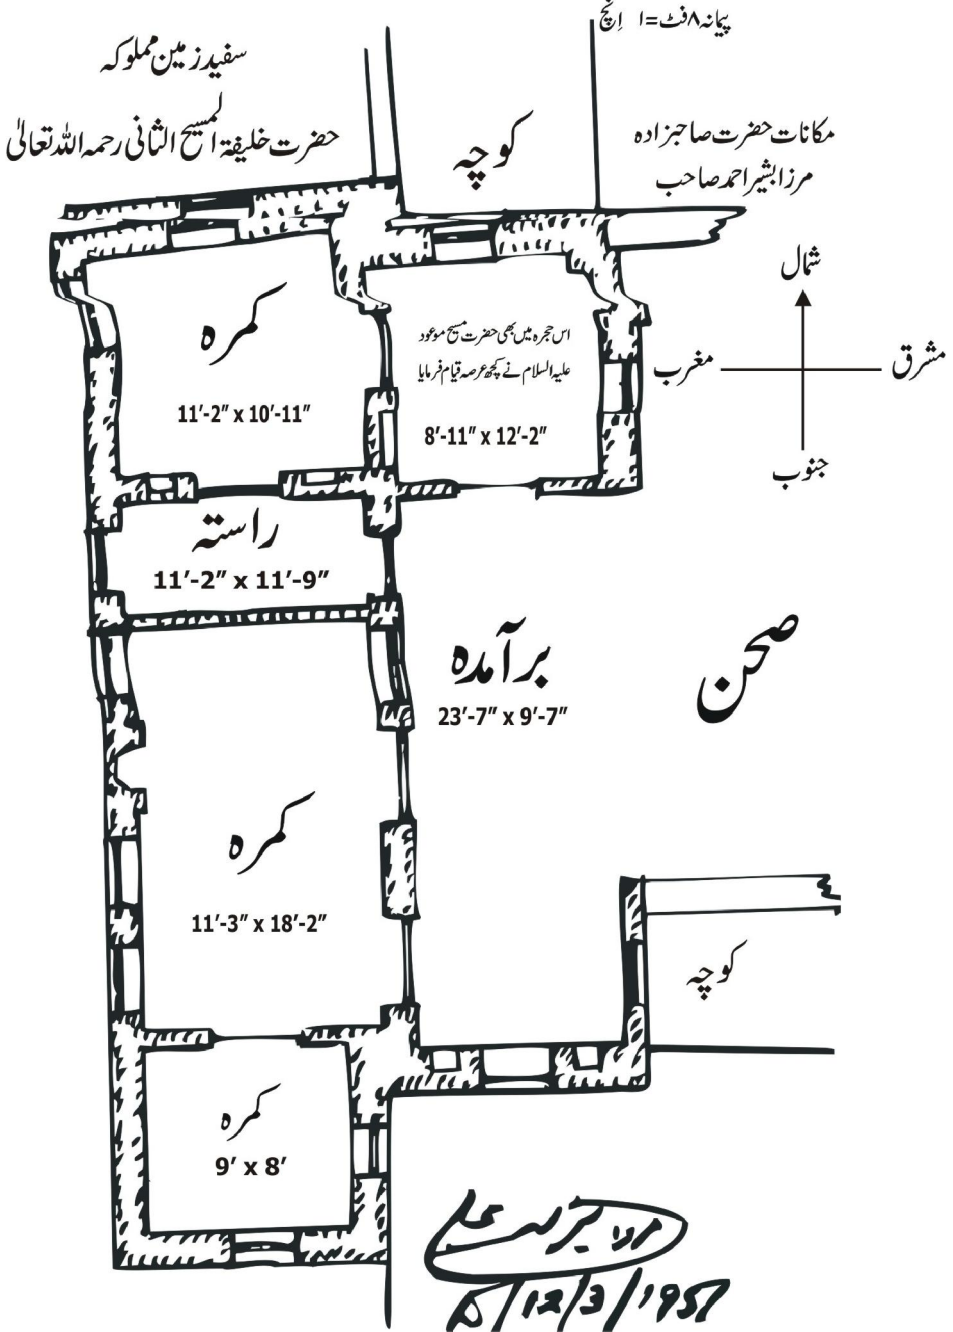 پیمانہ ۸ فٹ = ۱ اِنچ
سفید زمین مملوکہ
حضرت خلیفۃ المسیح الثانی رحمہ اللہ تعالیٰ
کوچہ
مکانات حضرت صاحبزادہ
مرزا بشیر احمد صاحب
شمال
مغرب
مشرق
جنوب
کمرہ
11'-2" x 10'-11"
اس حجرہ میں بھی حضرت مسیح موعود
علیہ السلام نے کچھ عرصہ قیام فرمایا
8'-11" x 12'-2"
راستہ
11'-2" x 11'-9"
برآمدہ
23'-7" x 9'-7"
صحن
کمرہ
11'-3" x 18'-2"
کوچہ
کمرہ
9' x 8'
12/3/1957